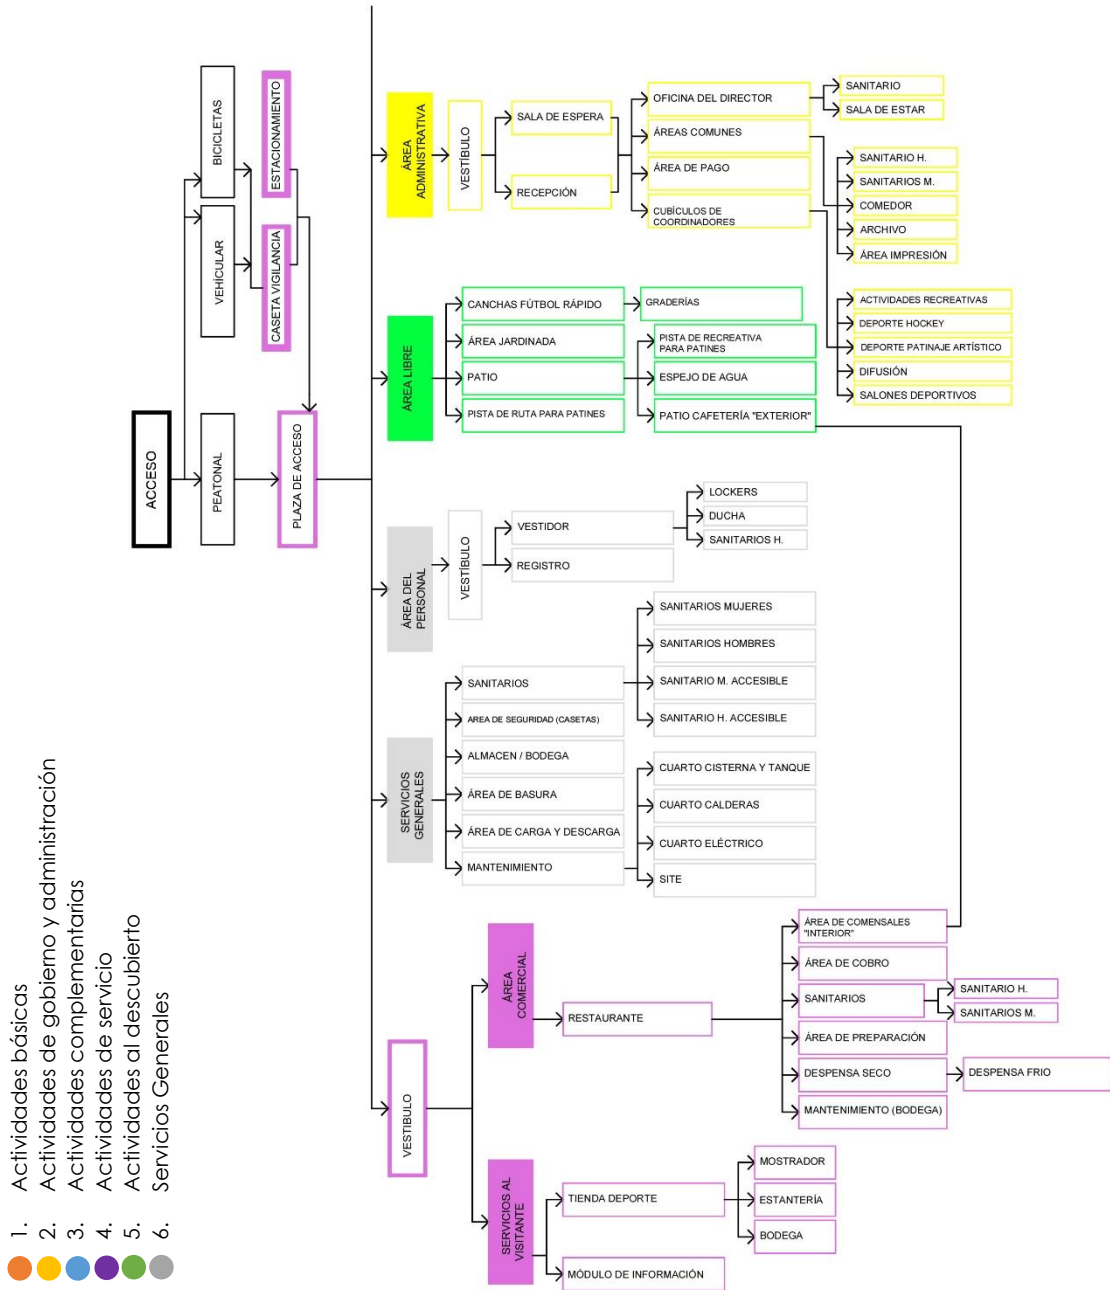 ACCESO
PEATONAL
VEHÍCULAR
BICICLETAS
CASETA VIGILANCIA
ESTACIONAMIENTO
PLAZA DE ACCESO
ÁREA
ADMINISTRATIVA
VESTÍBULO
SALA DE ESPERA
RECEPCIÓN
OFICINA DEL DIRECTOR
ÁREAS COMUNES
ÁREA DE PAGO
CUBÍCULOS DE
COORDINADORES
SANITARIO
SALA DE ESTAR
SANITARIO H.
SANITARIOS M.
COMEDOR
ARCHIVO
ÁREA IMPRESIÓN
ACTIVIDADES RECREATIVAS
DEPORTE HOCKEY
DEPORTE PATINAJE ARTÍSTICO
DIFUSIÓN
SALONES DEPORTIVOS
ÁREA LIBRE
CANCHAS FÚTBOL RÁPIDO
ÁREA JARDINADA
PATIO
PISTA DE RUTA PARA PATINES
GRADERÍAS
PISTA DE RECREATIVA
PARA PATINES
ESPEJO DE AGUA
PATIO CAFETERÍA "EXTERIOR"
ÁREA DEL
PERSONAL
VESTÍBULO
VESTIDOR
REGISTRO
LOCKERS
DUCHA
SANITARIOS H.
SERVICIOS
GENERALES
SANITARIOS
AREA DE SEGURIDAD (CASETAS)
ALMACEN / BODEGA
ÁREA DE BASURA
ÁREA DE CARGA Y DESCARGA
MANTENIMIENTO
SANITARIOS MUJERES
SANITARIOS HOMBRES
SANITARIO M. ACCESIBLE
SANITARIO H. ACCESIBLE
CUARTO CISTERNA Y TANQUE
CUARTO CALDERAS
CUARTO ELÉCTRICO
SITE
VESTIBULO
ÁREA
COMERCIAL
RESTAURANTE
ÁREA DE COMENSALES
"INTERIOR"
ÁREA DE COBRO
SANITARIOS
ÁREA DE PREPARACIÓN
DESPENSA SECO
MANTENIMIENTO (BODEGA)
SANITARIO H.
SANITARIOS M.
DESPENSA FRIO
SERVICIOS AL
VISITANTE
TIENDA DEPORTE
MÓDULO DE INFORMACIÓN
MOSTRADOR
ESTANTERÍA
BODEGA
1. Actividades básicas
2. Actividades de gobierno y administración
3. Actividades complementarias
4. Actividades de servicio
5. Actividades al descubierto
6. Servicios Generales